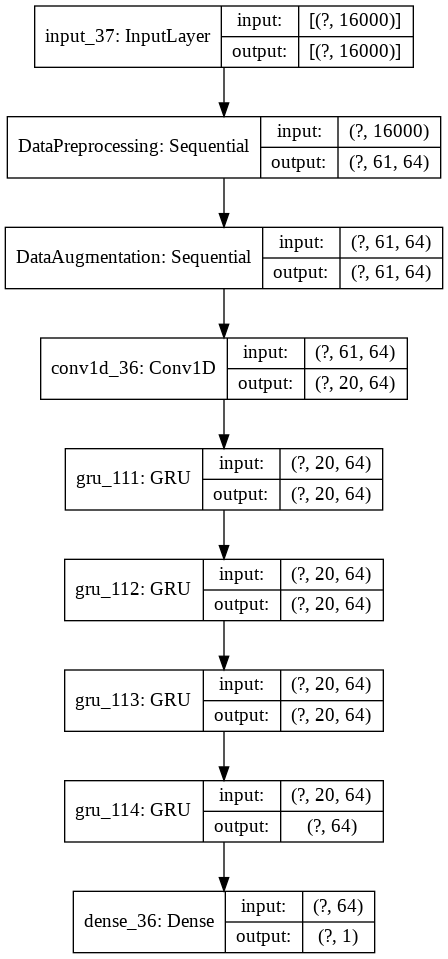 input_37: InputLayer
input: [(?, 16000)]
output: [(?, 16000)]
DataPreprocessing: Sequential
input: (?, 16000)
output: (?, 61, 64)
DataAugmentation: Sequential
input: (?, 61, 64)
output: (?, 61, 64)
conv1d_36: Conv1D
input: (?, 61, 64)
output: (?, 20, 64)
gru_111: GRU
input: (?, 20, 64)
output: (?, 20, 64)
gru_112: GRU
input: (?, 20, 64)
output: (?, 20, 64)
gru_113: GRU
input: (?, 20, 64)
output: (?, 20, 64)
gru_114: GRU
input: (?, 20, 64)
output: (?, 64)
dense_36: Dense
input: (?, 64)
output: (?, 1)